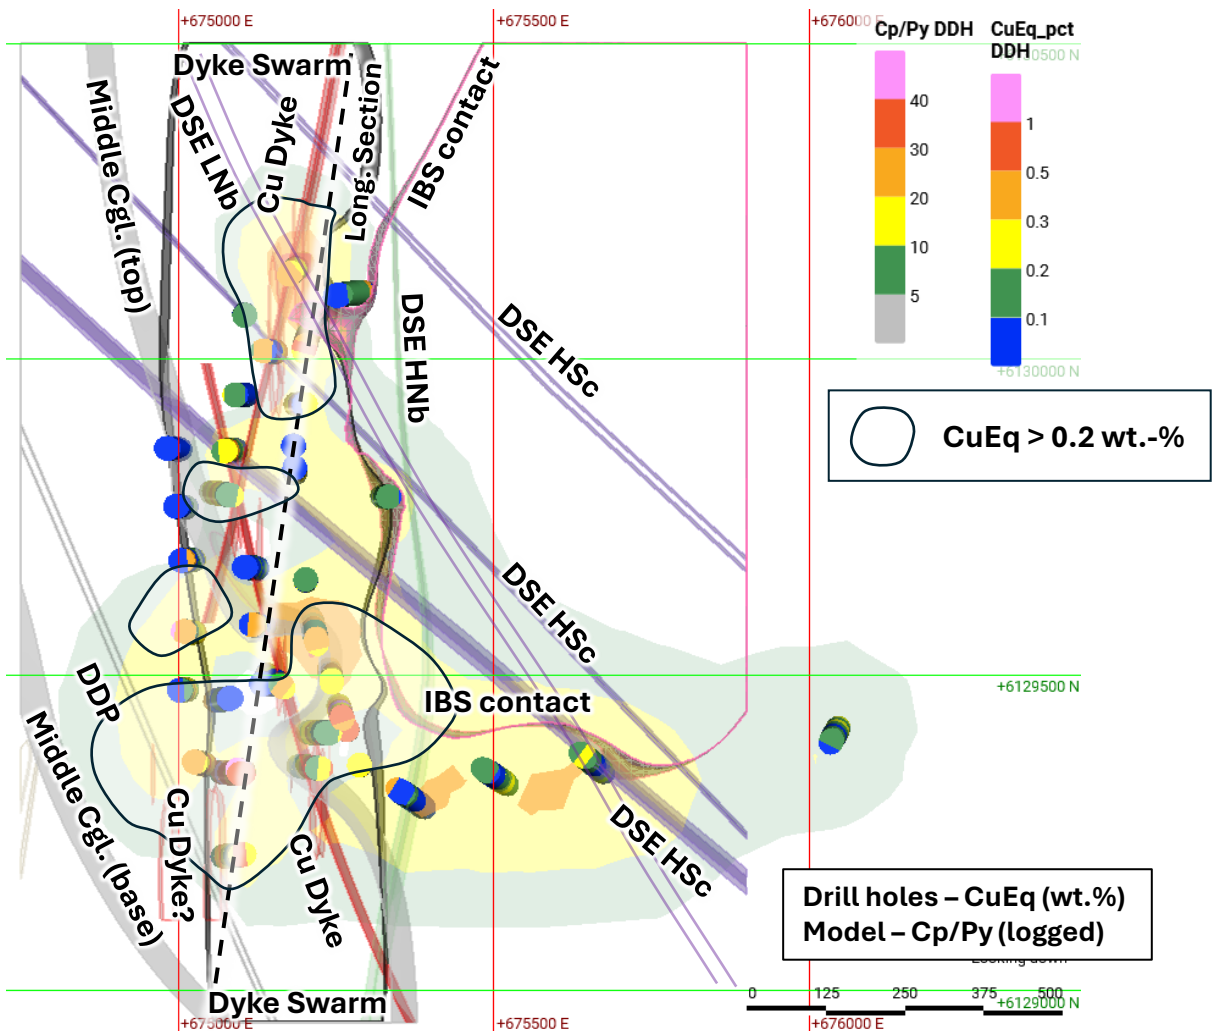 +675000 E
+675500 E
+676000 E
Cp/Py DDH
40
30
20
10
5
CuEq_pct
DDH
1
0.5
0.3
0.2
0.1
+6130500 N
Dyke Swarm
Middle Cgl. (top)
DSE LNb
Cu Dyke
Long. Section
IBS contact
DSE HNb
DSE HSc
+6130000 N
CuEq > 0.2 wt.-%
DSE HSc
+6129500 N
DDP
IBS contact
Middle Cgl. (base)
Cu Dyke?
Cu Dyke
DSE HSc
Drill holes – CuEq (wt.%)
Model – Cp/Py (logged)
Looking down
Dyke Swarm
0
125
250
375
500
+6129000 N
+675000 E
+675500 E
+676000 E